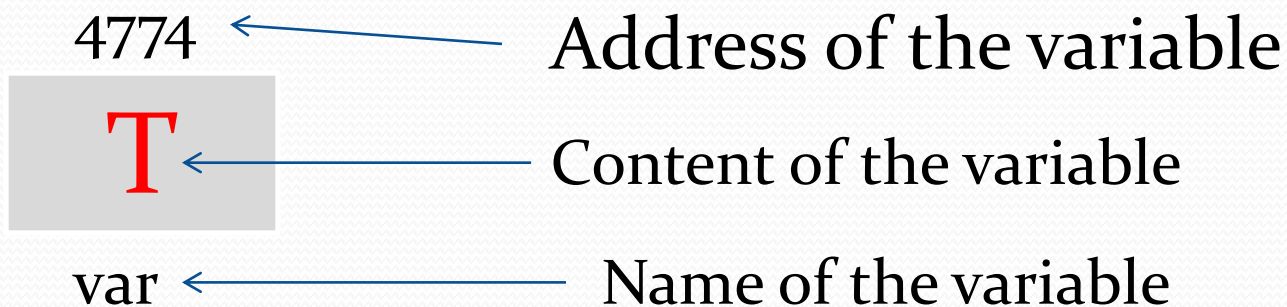 4774 Address of the variable
T Content of the variable
var Name of the variable